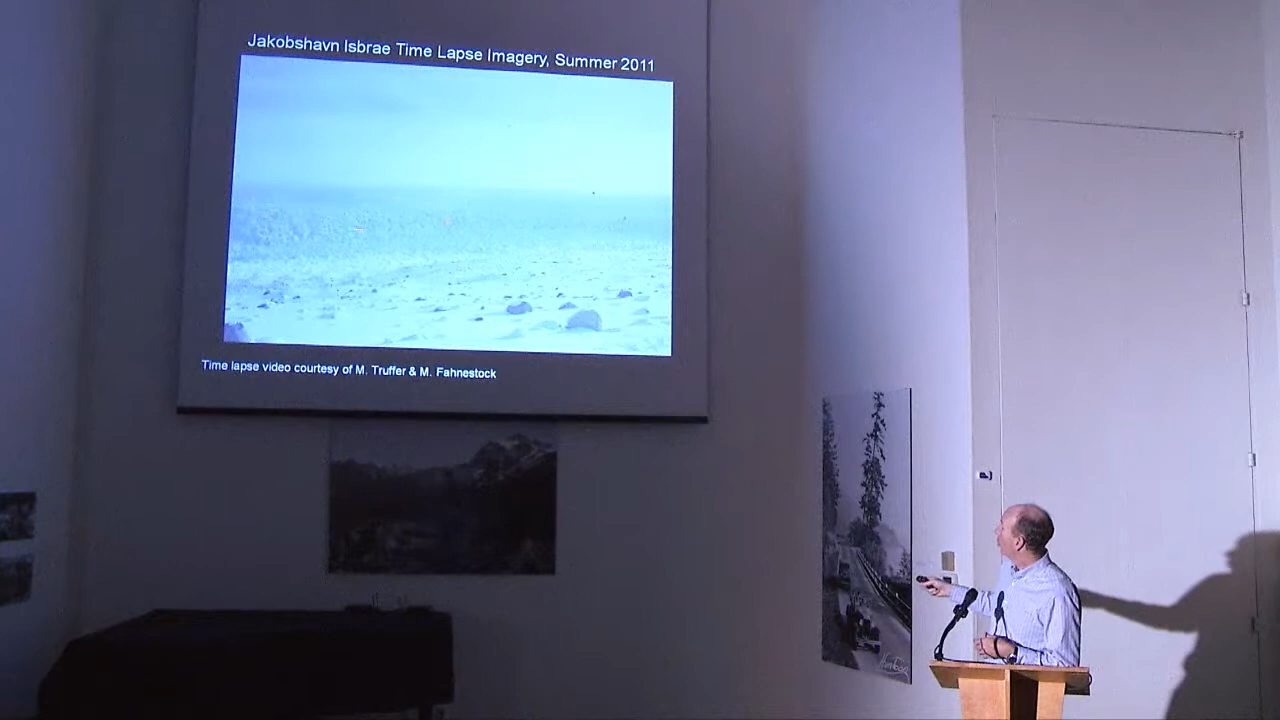 Jakobshavn Isbrae Time Lapse Imagery, Summer 2011
Time lapse video courtesy of M. Truffer & M. Fahnestock